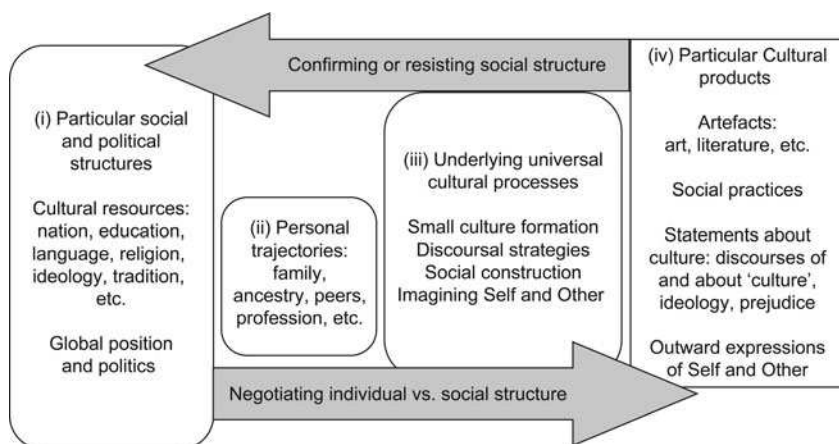 Confirming or resisting social structure
(i) Particular social
and political
structures
Cultural resources:
nation, education,
language, religion,
ideology, tradition,
etc.
Global position
and politics
(ii) Personal
trajectories:
family,
ancestry, peers,
profession, etc.
(iii) Underlying universal
cultural processes
Small culture formation
Discoursal strategies
Social construction
Imagining Self and Other
(iv) Particular Cultural
products
Artefacts:
art, literature, etc.
Social practices
Statements about
culture: discourses of
and about ‘culture’,
ideology, prejudice
Outward expressions
of Self and Other
Negotiating individual vs. social structure